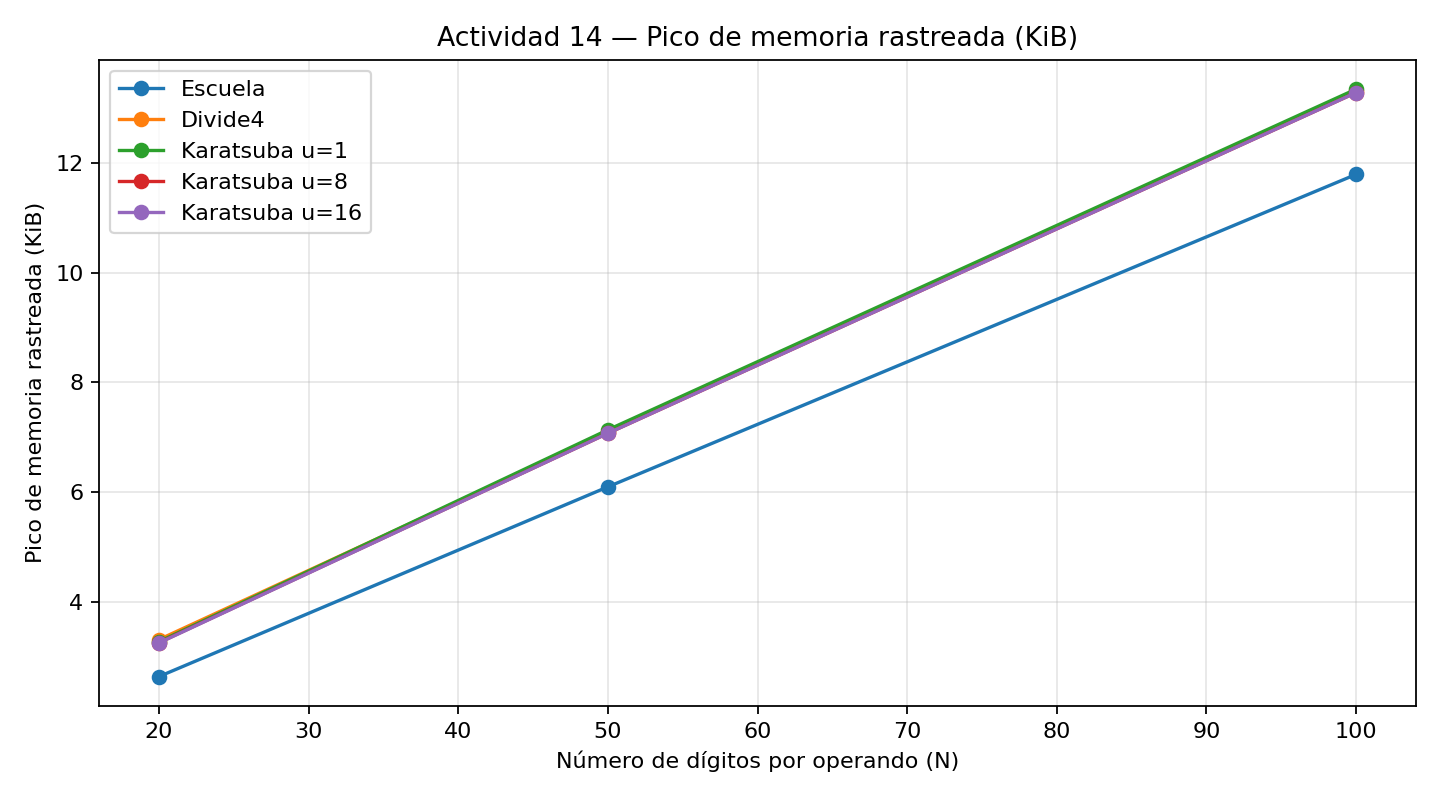 Actividad 14 — Pico de memoria rastreada (KiB)
Escuela
Divide4
Karatsuba u=1
Karatsuba u=8
Karatsuba u=16
Pico de memoria rastreada (KiB)
12
10
8
6
4
20 30 40 50 60 70 80 90 100
Número de dígitos por operando (N)